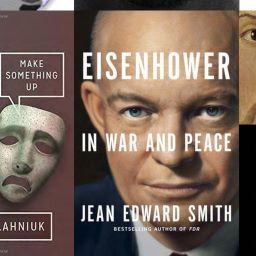 MAKE
SOMETHING
UP
LAHNIUK
EISENHOWER
IN WAR AND PEACE
JEAN EDWARD SMITH
BESTSELLING AUTHOR OF FDR